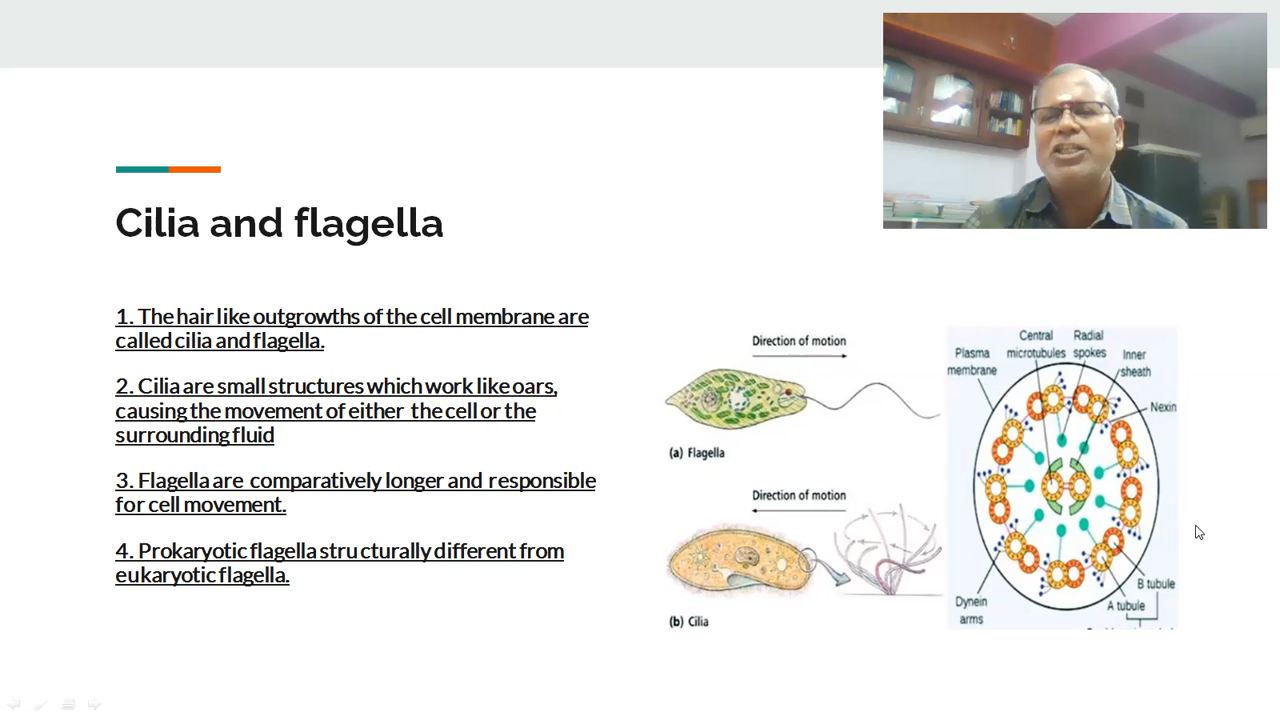 Cilia and flagella
1. The hair like outgrowths of the cell membrane are
called cilia and flagella.
2. Cilia are small structures which work like oars,
causing the movement of either the cell or the
surrounding fluid
3. Flagella are comparatively longer and responsible
for cell movement.
4. Prokaryotic flagella structurally different from
eukaryotic flagella.
Direction of motion
(a) Flagella
Direction of motion
(b) Cilia
Central
microtubules
Radial
spokes
Plasma
membrane
Inner
sheath
Nexin
B tubule
A tubule
Dynein
arms